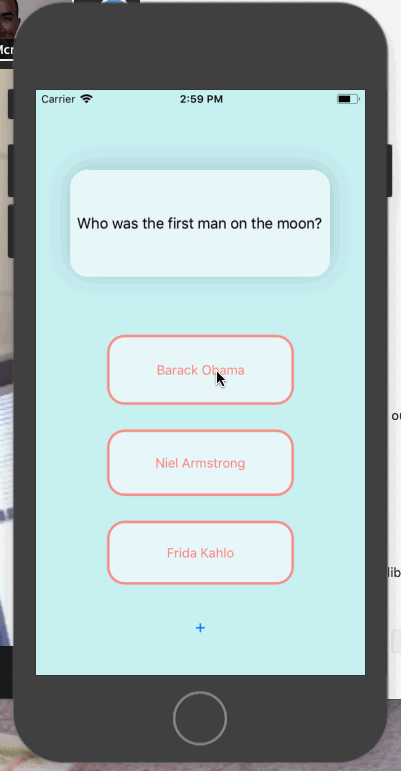 Carrier 2:59 PM
Who was the first man on the moon?
Barack Obama
Niel Armstrong
Frida Kahlo
+